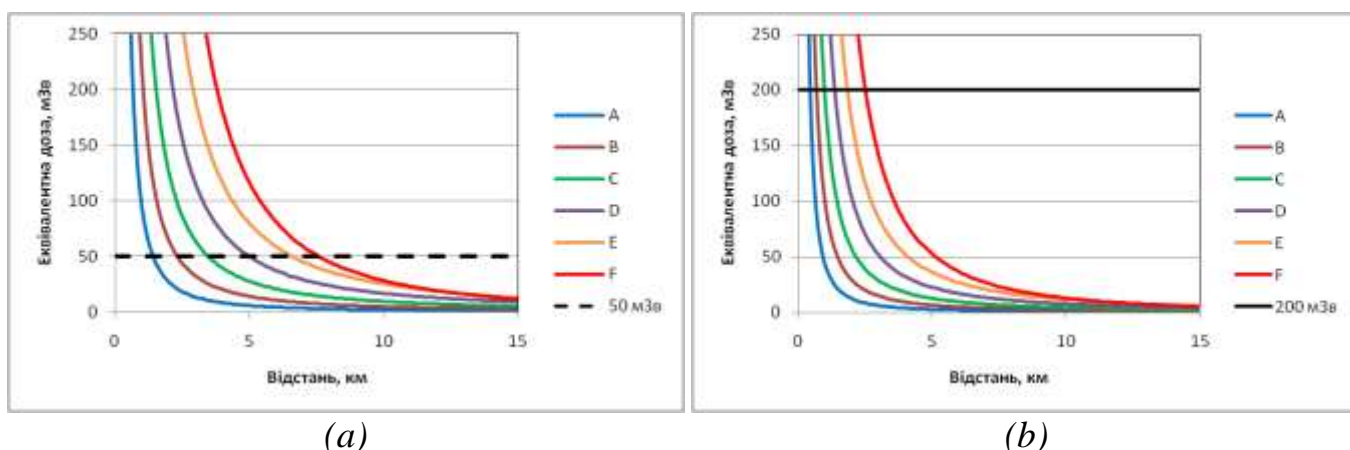 250
200
150
100
50
0
Еквівалентна доза, мЗв
0 5 10 15
Відстань, км
A
B
C
D
E
F
50 мЗв
(a)
250
200
150
100
50
0
Еквівалентна доза, мЗв
0 5 10 15
Відстань, км
A
B
C
D
E
F
200 мЗв
(b)